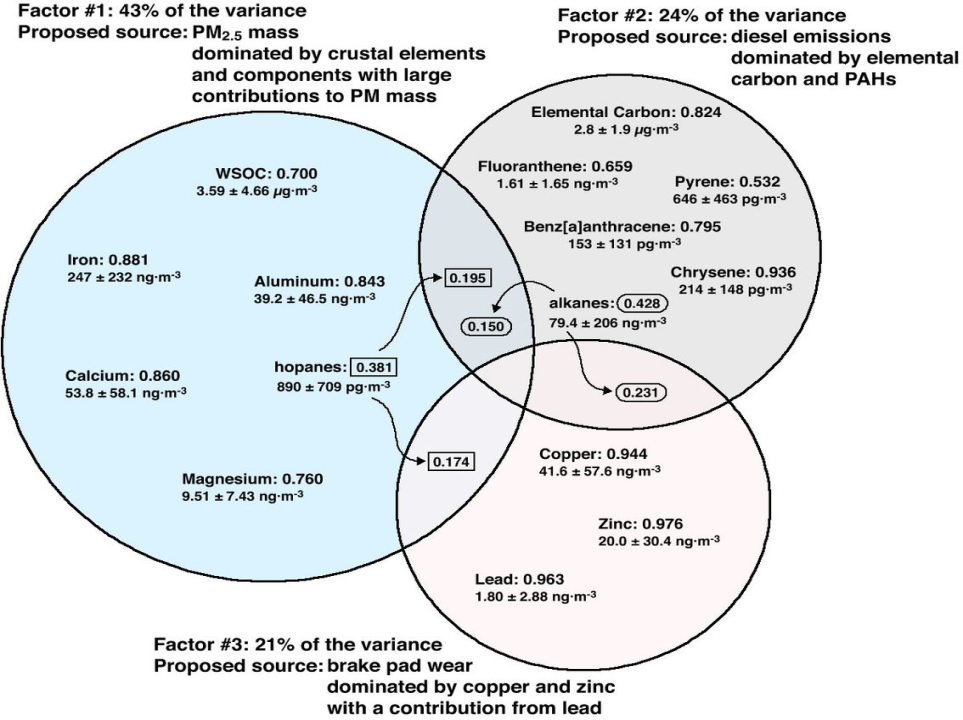 Factor #1: 43% of the variance
Proposed source: PM2.5 mass
dominated by crustal elements
and components with large
contributions to PM mass
Factor #2: 24% of the variance
Proposed source: diesel emissions
dominated by elemental
carbon and PAHs
WSOC: 0.700
3.59 ± 4.66 µg·m-3
Iron: 0.881
247 ± 232 ng·m-3
Aluminum: 0.843
39.2 ± 46.5 ng·m-3
hopanes: 0.381
890 ± 709 pg·m-3
Calcium: 0.860
53.8 ± 58.1 ng·m-3
Magnesium: 0.760
9.51 ± 7.43 ng·m-3
0.195
0.150
0.174
Elemental Carbon: 0.824
2.8 ± 1.9 µg·m-3
Fluoranthene: 0.659
1.61 ± 1.65 ng·m-3
Pyrene: 0.532
646 ± 463 pg·m-3
Benz[a]anthracene: 0.795
153 ± 131 pg·m-3
Chrysene: 0.936
214 ± 148 pg·m-3
alkanes: 0.428
79.4 ± 206 ng·m-3
0.231
Copper: 0.944
41.6 ± 57.6 ng·m-3
Zinc: 0.976
20.0 ± 30.4 ng·m-3
Lead: 0.963
1.80 ± 2.88 ng·m-3
Factor #3: 21% of the variance
Proposed source: brake pad wear
dominated by copper and zinc
with a contribution from lead